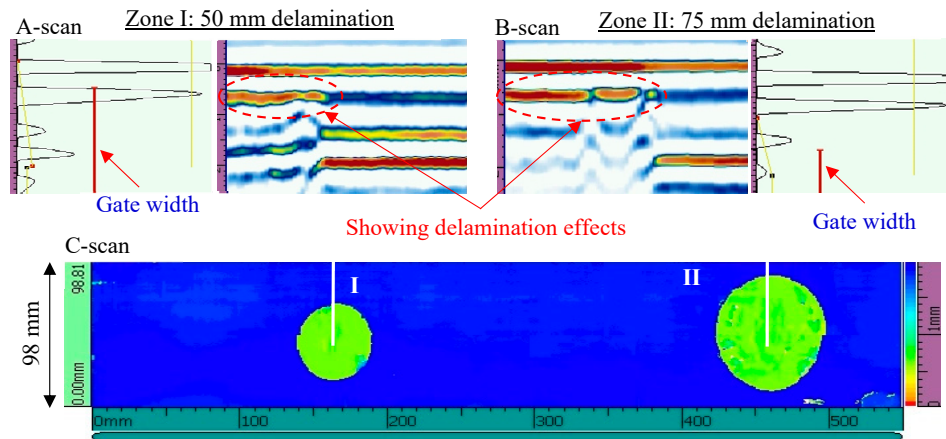 A-scan
Zone I: 50 mm delamination
B-scan
Zone II: 75 mm delamination
Gate width
Showing delamination effects
Gate width
C-scan
98 mm
98.81
0.00mm
I
II
1mm
0
0mm
100
200
300
400
500